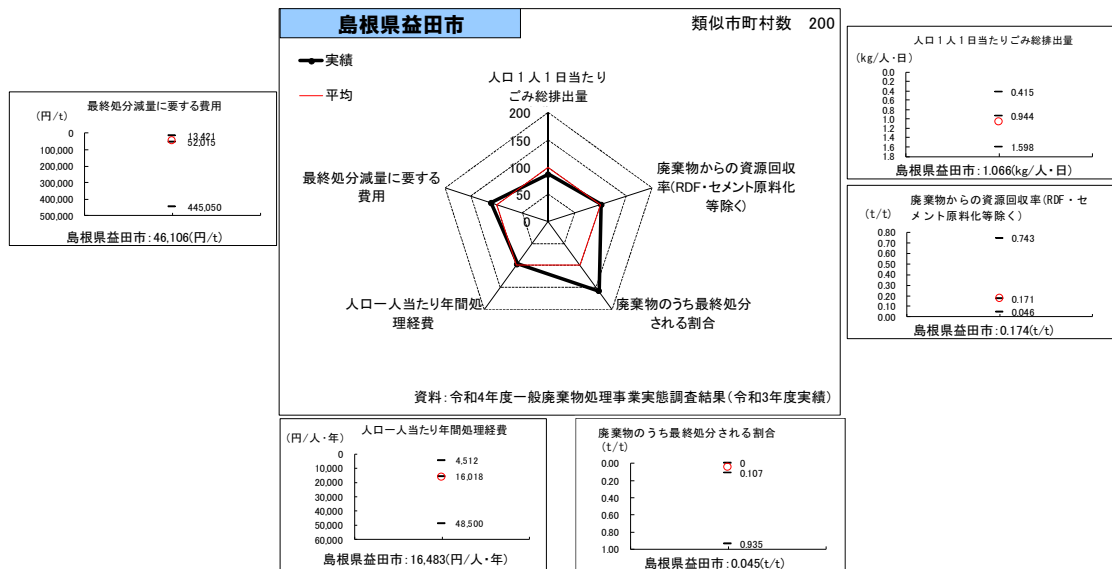 島根県益田市
類似市町村数 200
実績
平均
人口1人1日当たり
ごみ総排出量
廃棄物からの資源回収
率(RDF・セメント原料化
等除く)
廃棄物のうち最終処分
される割合
人口一人当たり年間処
理経費
最終処分減量に要する
費用
200
150
100
50
0
資料:令和4年度一般廃棄物処理事業実態調査結果(令和3年度実績)
最終処分減量に要する費用
(円/t)
0
100,000
200,000
300,000
400,000
500,000
13,421
52,015
445,050
島根県益田市:46,106(円/t)
人口1人1日当たりごみ総排出量
(kg/人・日)
0.0
0.2
0.4
0.6
0.8
1.0
1.2
1.4
1.6
1.8
0.415
0.944
1.598
島根県益田市:1.066(kg/人・日)
廃棄物からの資源回収率(RDF・セ
メント原料化等除く)
(t/t)
0.80
0.70
0.60
0.50
0.40
0.30
0.20
0.10
0.00
0.743
0.171
0.046
島根県益田市:0.174(t/t)
人口一人当たり年間処理経費
(円/人・年)
0
10,000
20,000
30,000
40,000
50,000
60,000
4,512
16,018
48,500
島根県益田市:16,483(円/人・年)
廃棄物のうち最終処分される割合
(t/t)
0.00
0.20
0.40
0.60
0.80
1.00
0
0.107
0.935
島根県益田市:0.045(t/t)